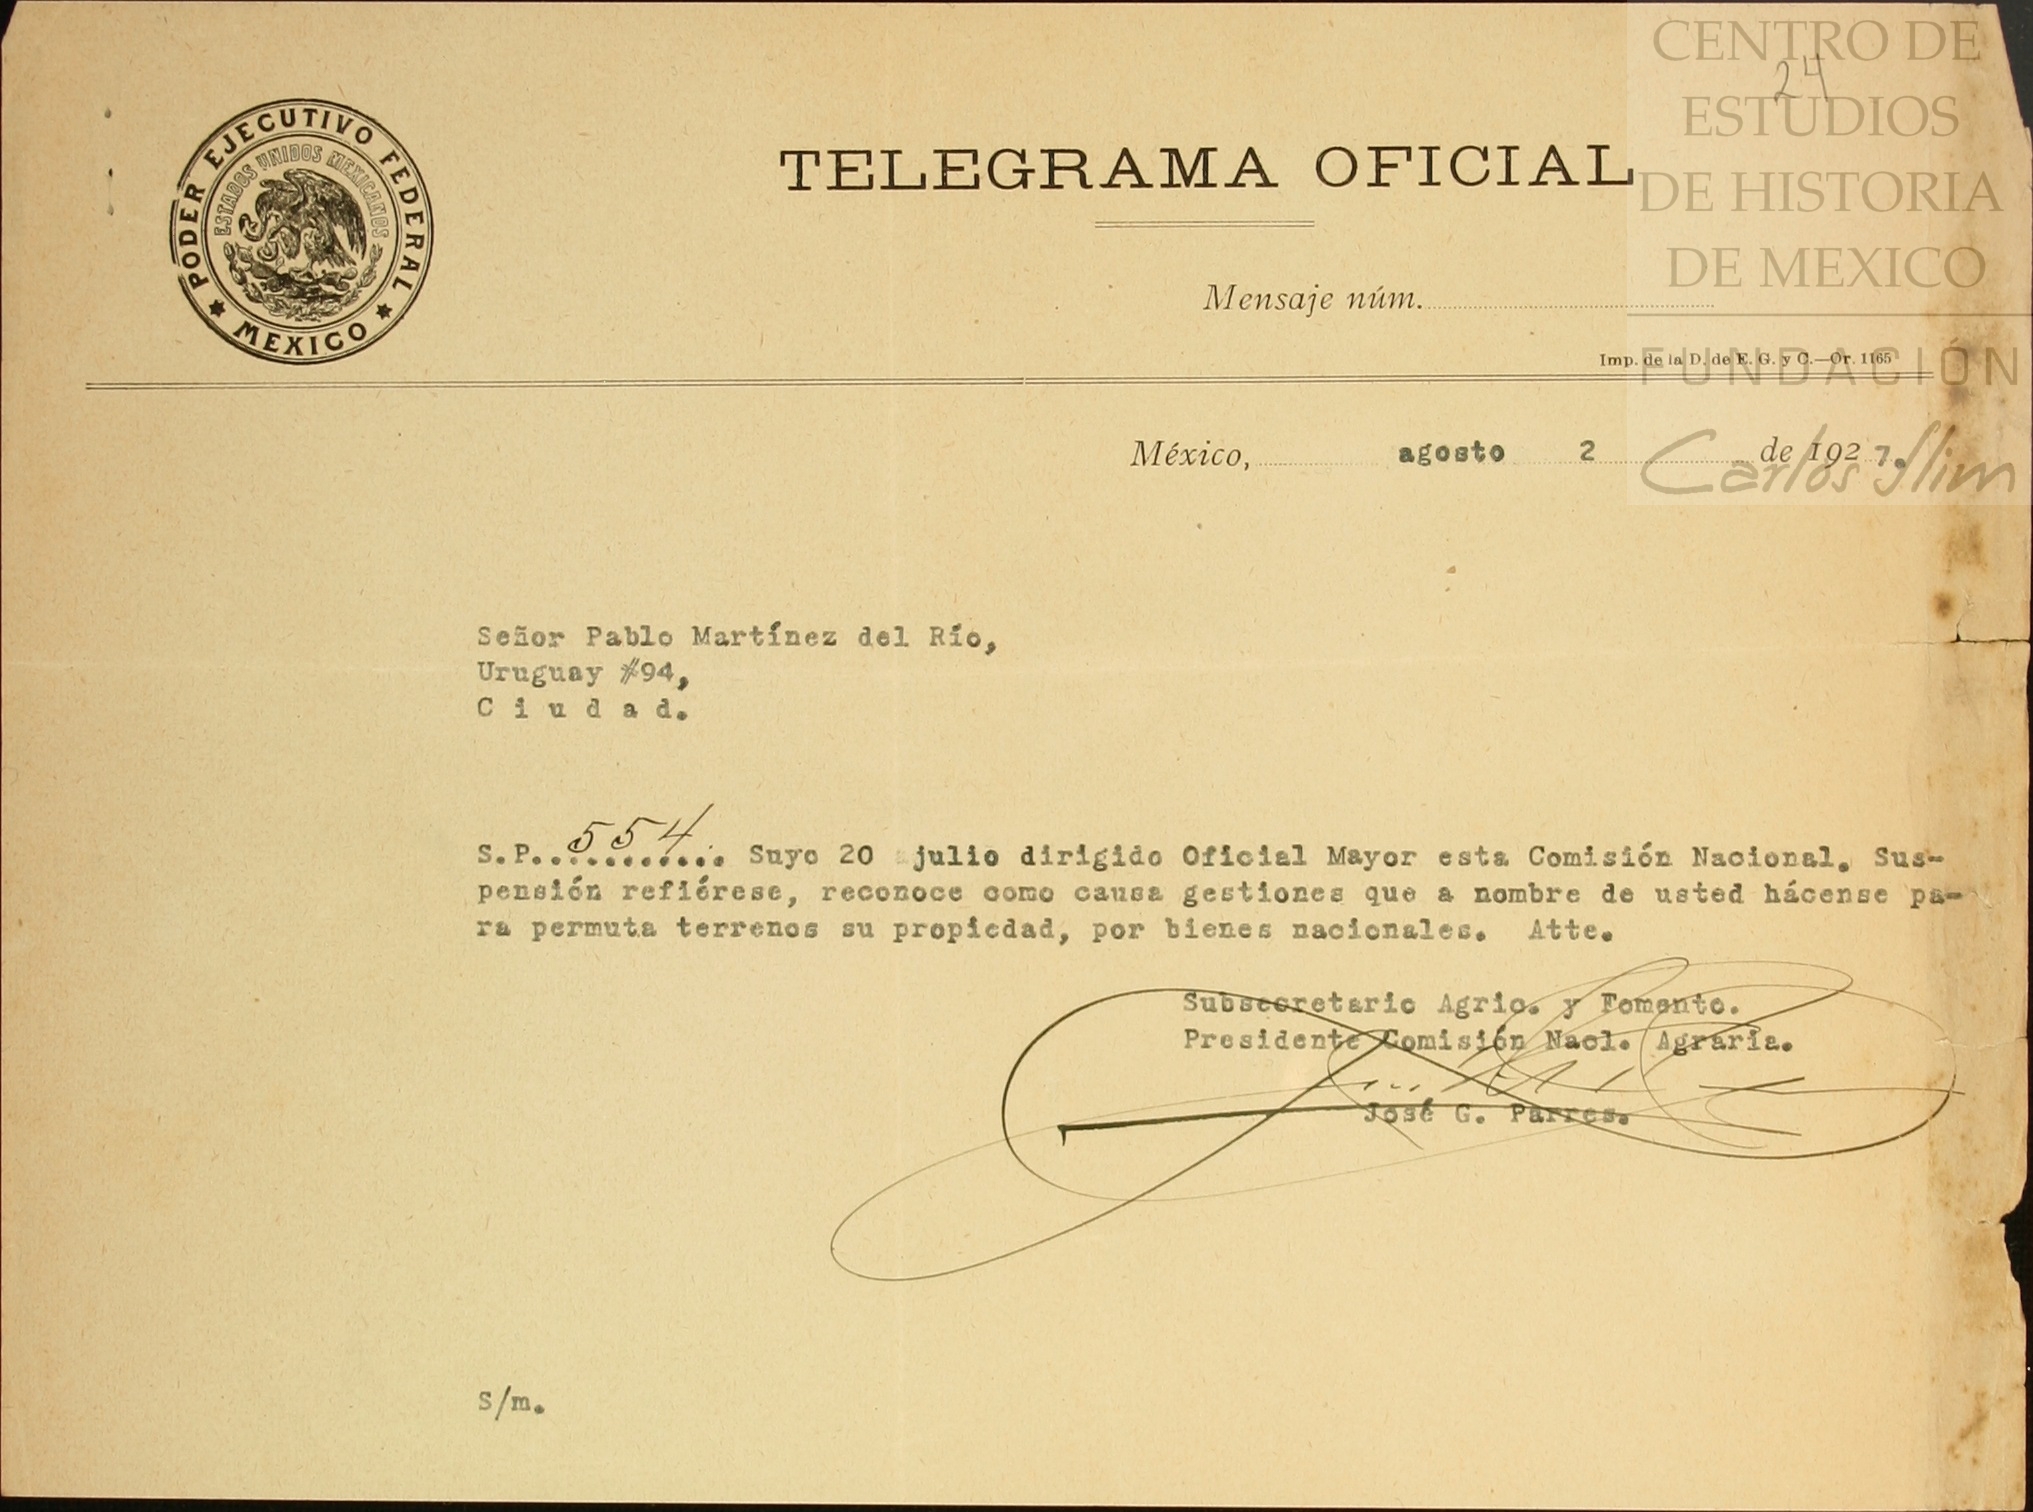 CENTRO DE
24
ESTUDIOS
DE HISTORIA
DE MEXICO
FUNDACIÓN
Carlos Slim
PODER EJECUTIVO FEDERAL
ESTADOS UNIDOS MEXICANOS
MEXICO
TELEGRAMA OFICIAL
Mensaje núm.
Imp. de la D. de E. G. y C.—Or. 1165
México, agosto 2 de 1927.
Señor Pablo Martínez del Río,
Uruguay #94,
C i u d a d.
S.P. 554 Suyo 20 julio dirigido Oficial Mayor esta Comisión Nacional. Sus-
pensión refiérese, reconoce como causa gestiones que a nombre de usted hácense pa-
ra permuta terrenos su propiedad, por bienes nacionales. Atte.
Subsecretario Agric. y Fomento.
Presidente Comisión Nacl. Agraria.
José G. Parres.
S/m.